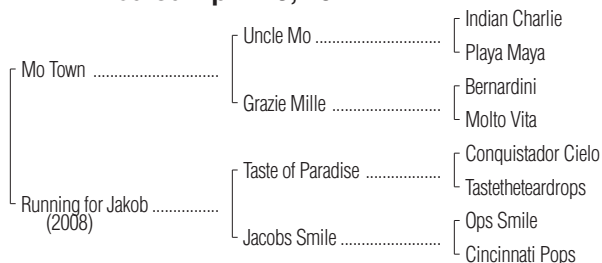 Indian Charlie
Uncle Mo
Playa Maya
Mo Town
Bernardini
Grazie Mille
Molto Vita
Conquistador Cielo
Taste of Paradise
Tastetheteardrops
Running for Jakob
(2008)
Ops Smile
Jacobs Smile
Cincinnati Pops